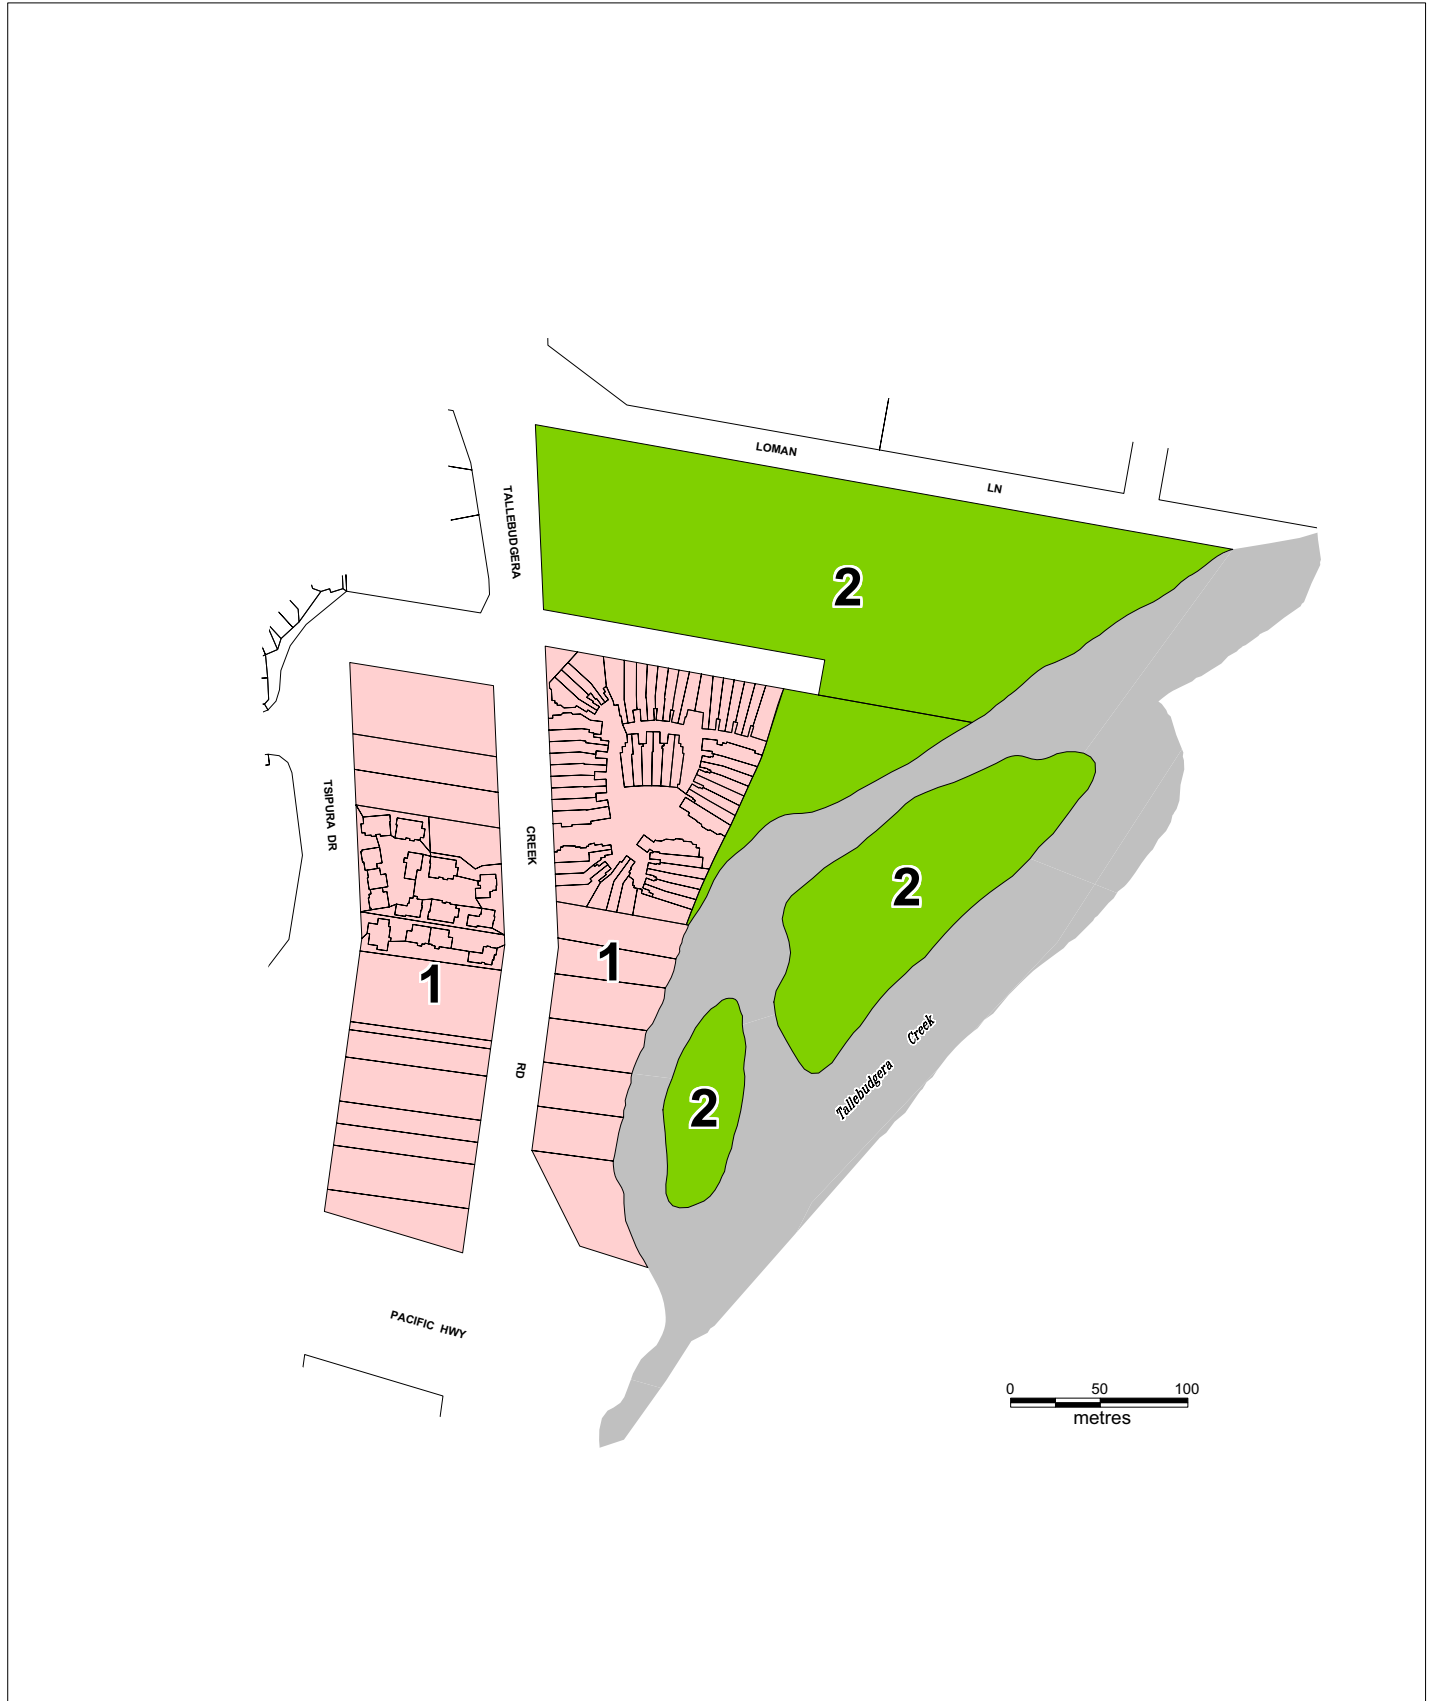 LOMAN
LN
TALLEBUDGERA
2
TSIPURA DR
CREEK
2
1
1
RD
Tallebudgera Creek
2
PACIFIC HWY
0 50 100
metres